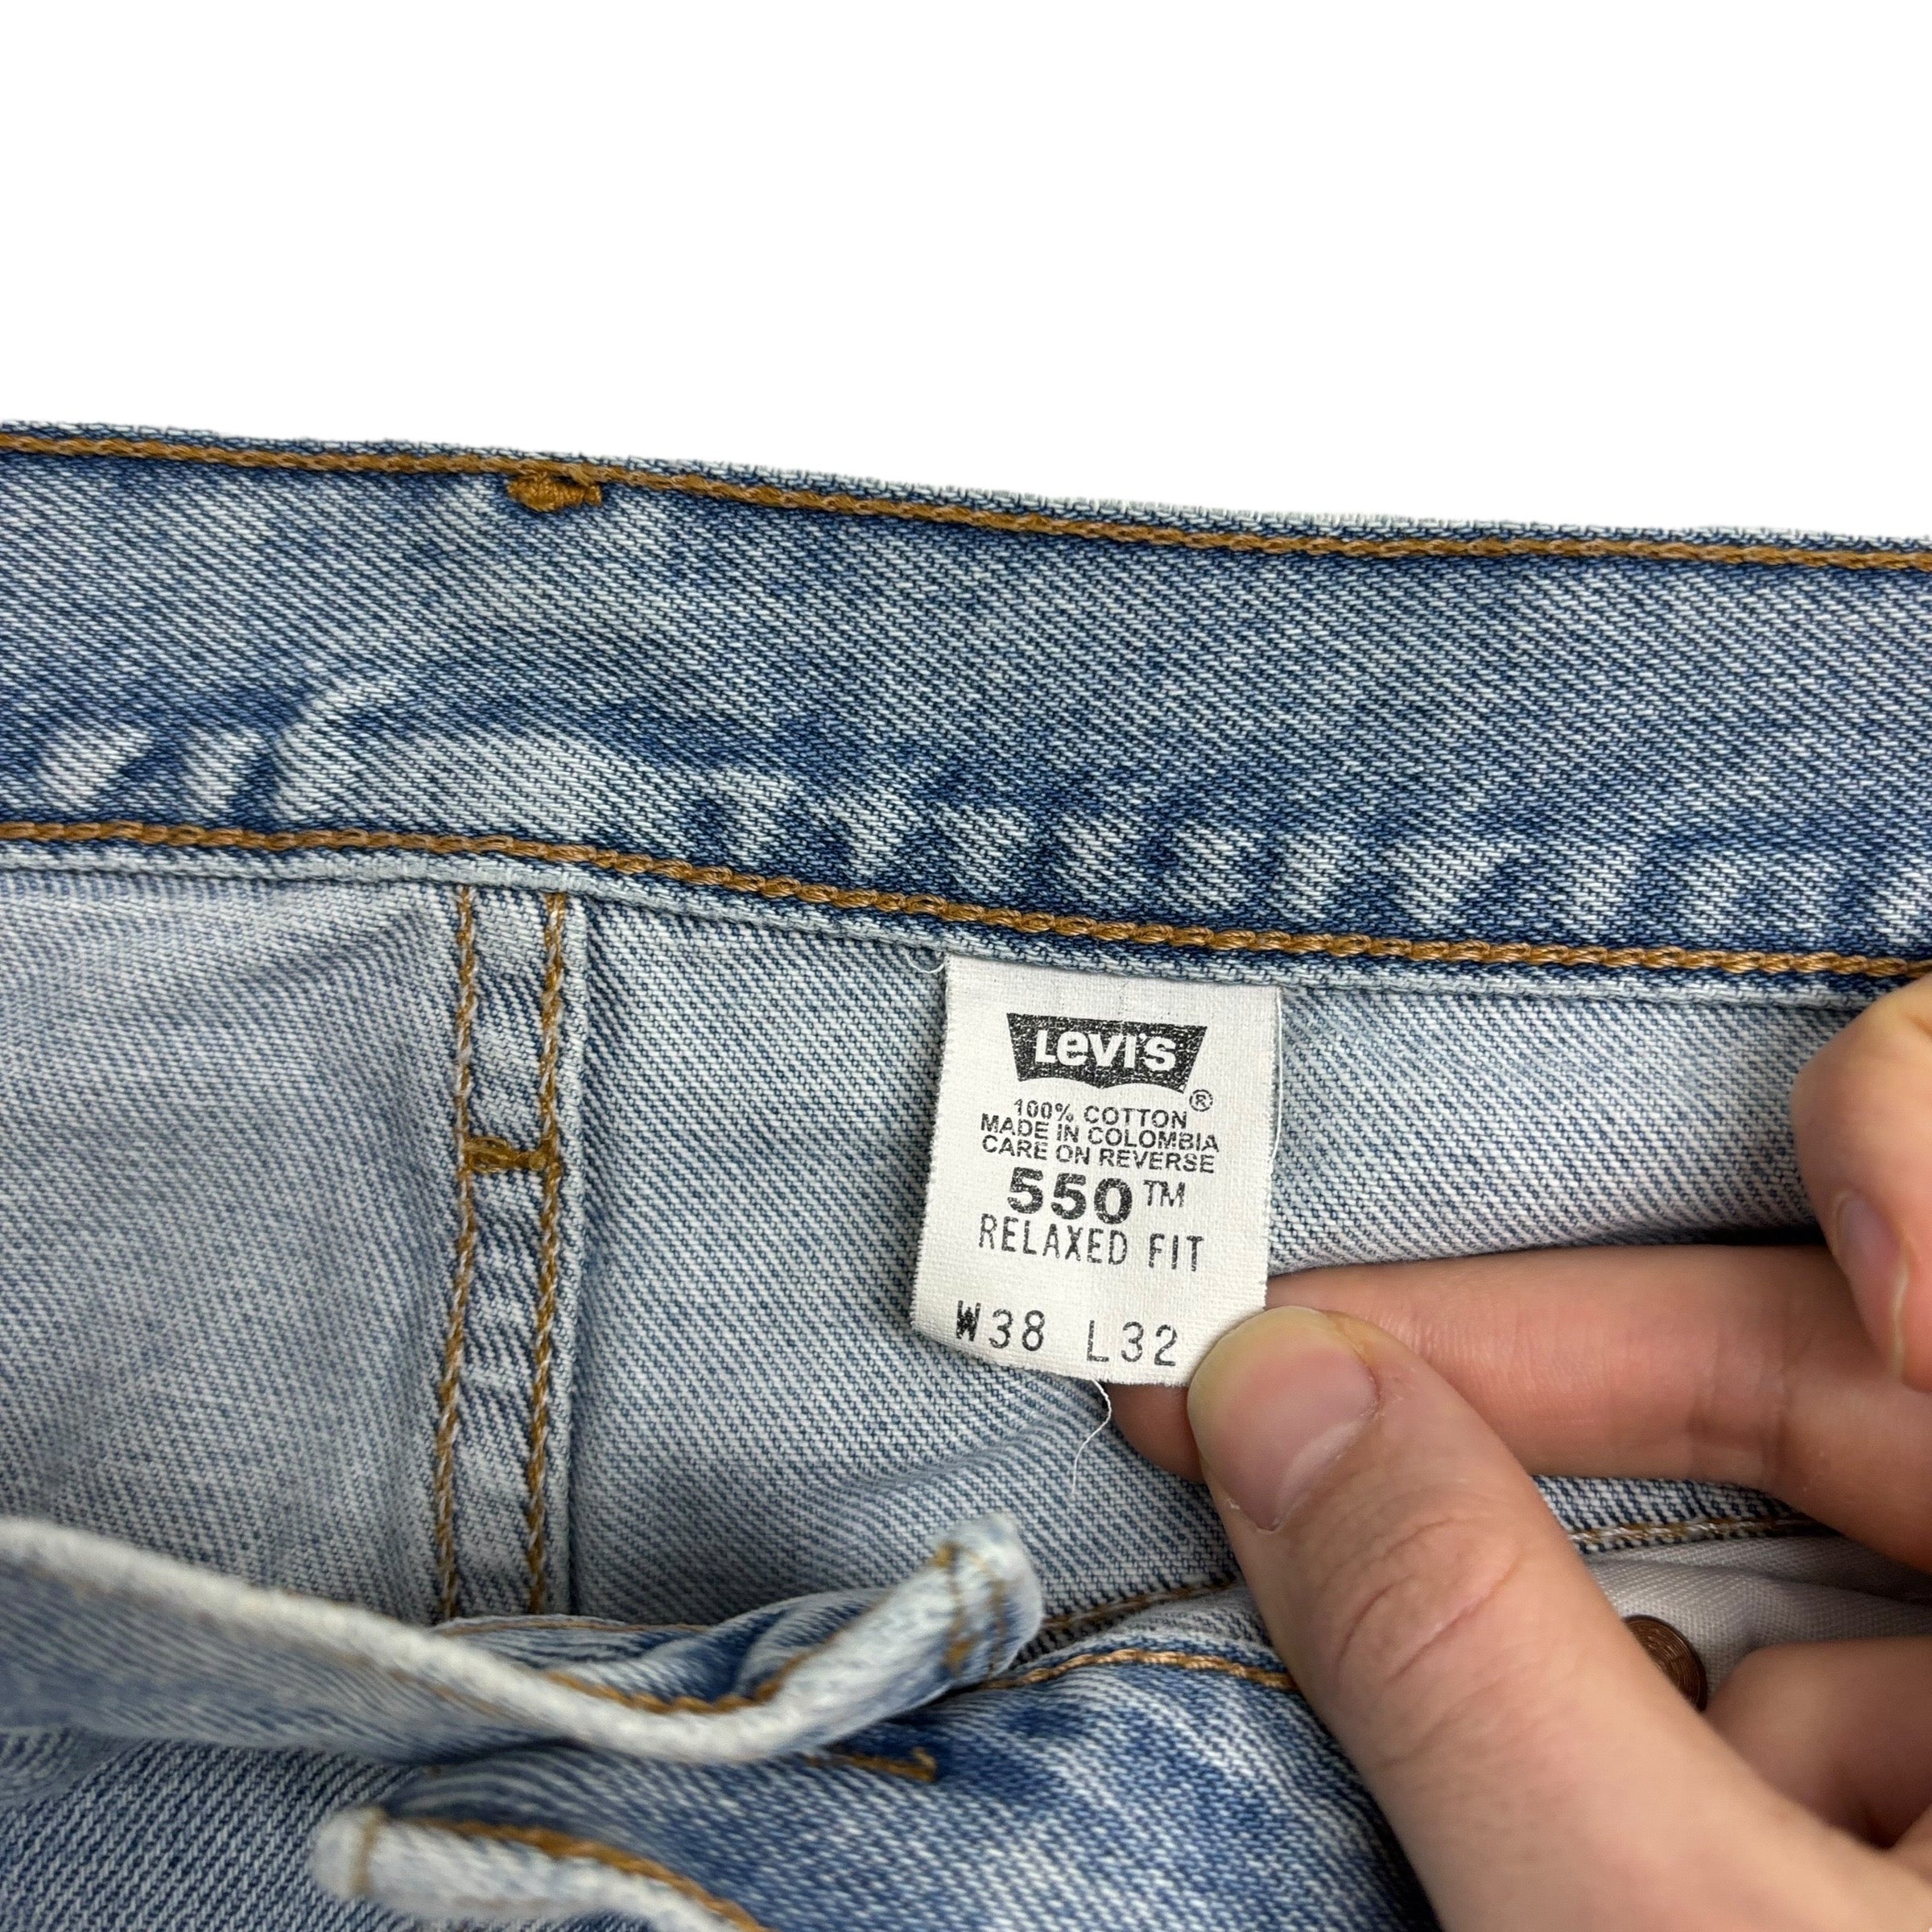 Levi's ®
100% COTTON
MADE IN COLOMBIA
CARE ON REVERSE
550™
RELAXED FIT
W38 L32